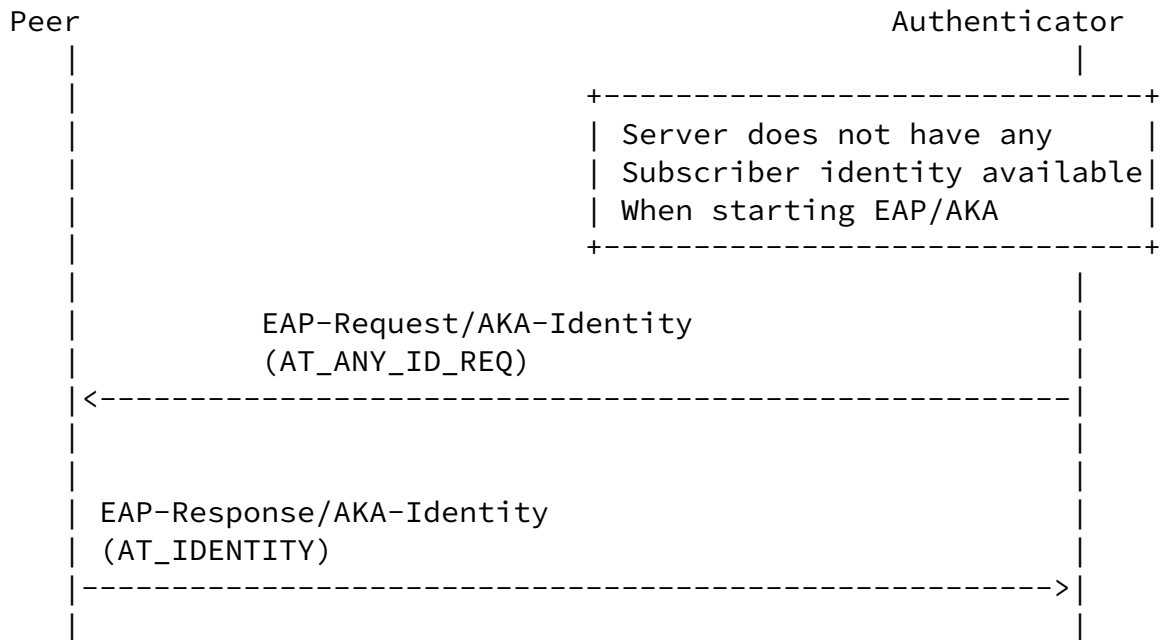 Peer Authenticator
Server does not have any
Subscriber identity available
When starting EAP/AKA
EAP-Request/AKA-Identity
(AT_ANY_ID_REQ)
EAP-Response/AKA-Identity
(AT_IDENTITY)